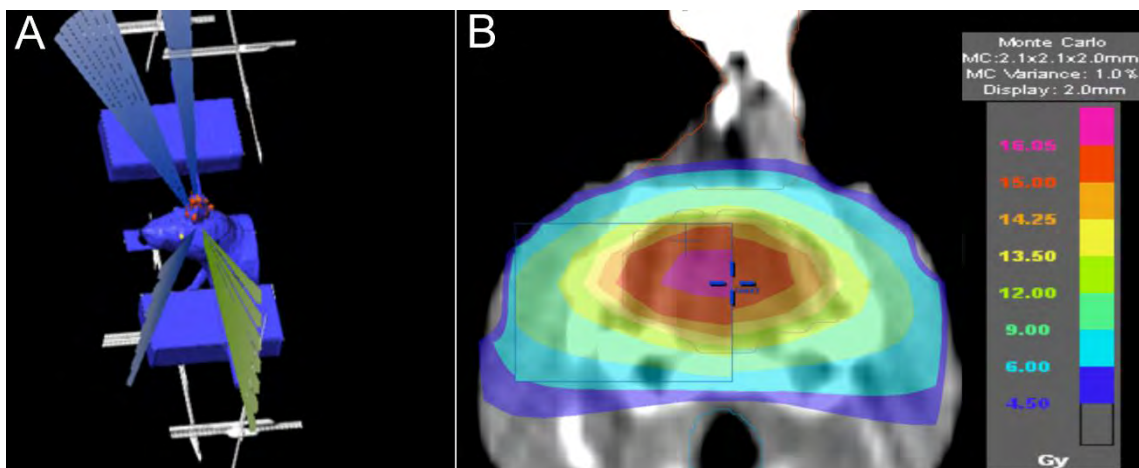 A
B
Monte Carlo
MC:2.1x2.1x2.0mm
MC Variance: 1.0%
Display: 2.0mm
16.05
15.00
14.25
13.50
12.00
9.00
6.00
4.50
Gy